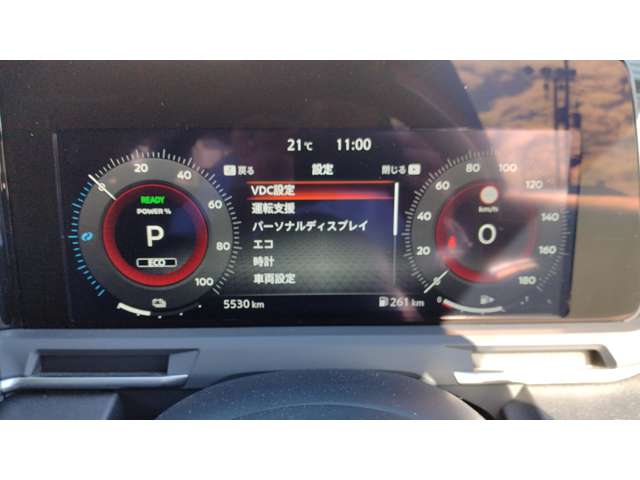 21℃ 11:00
戻る 設定 閉じる
VDC設定
運転支援
パーソナルディスプレイ
エコ
時計
車両設定
0 20 40 60 80 100
READY
POWER %
P
ECO
0 20 40 60 80 100 120 140 160 180
km/h
0
5530 km
261 km
0